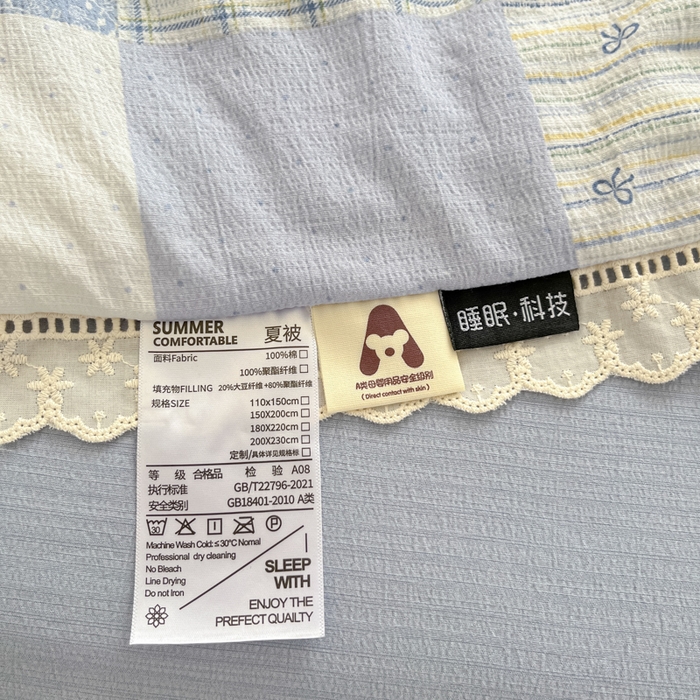 SUMMER
COMFORTABLE 夏被
面料Fabric 100%棉
100%聚酯纤维
填充物FILLING 20%大豆纤维+80%聚酯纤维
规格SIZE 110x150cm
150X200cm
180X220cm
200X230cm
定制/具体详见规格标
等 级 合格品 检 验 A08
执行标准 GB/T22796-2021
安全类别 GB18401-2010 A类
30 P
Machine Wash Cold:≤30°C Normal
Professional dry cleaning
No Bleach
Line Drying
Do not Iron
SLEEP
WITH
ENJOY THE
PREFECT QUAILTY
A类母婴用品安全级别
( Direct contact with skin )
睡眠·科技